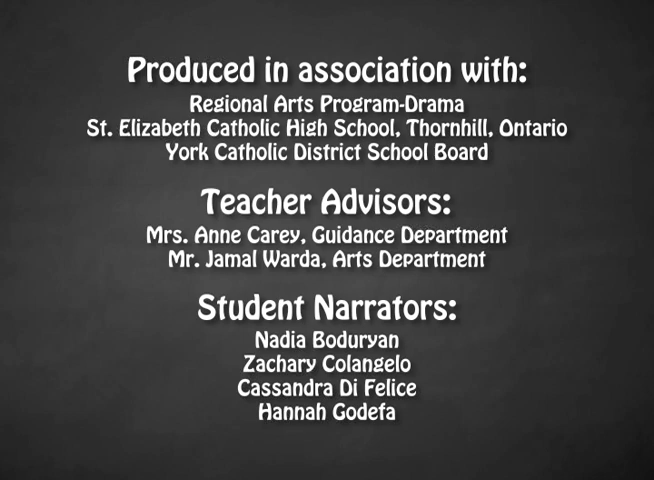 Produced in association with:
Regional Arts Program-Drama
St. Elizabeth Catholic High School, Thornhill, Ontario
York Catholic District School Board
Teacher Advisors:
Mrs. Anne Carey, Guidance Department
Mr. Jamal Warda, Arts Department
Student Narrators:
Nadia Boduryan
Zachary Colangelo
Cassandra Di Felice
Hannah Godefa